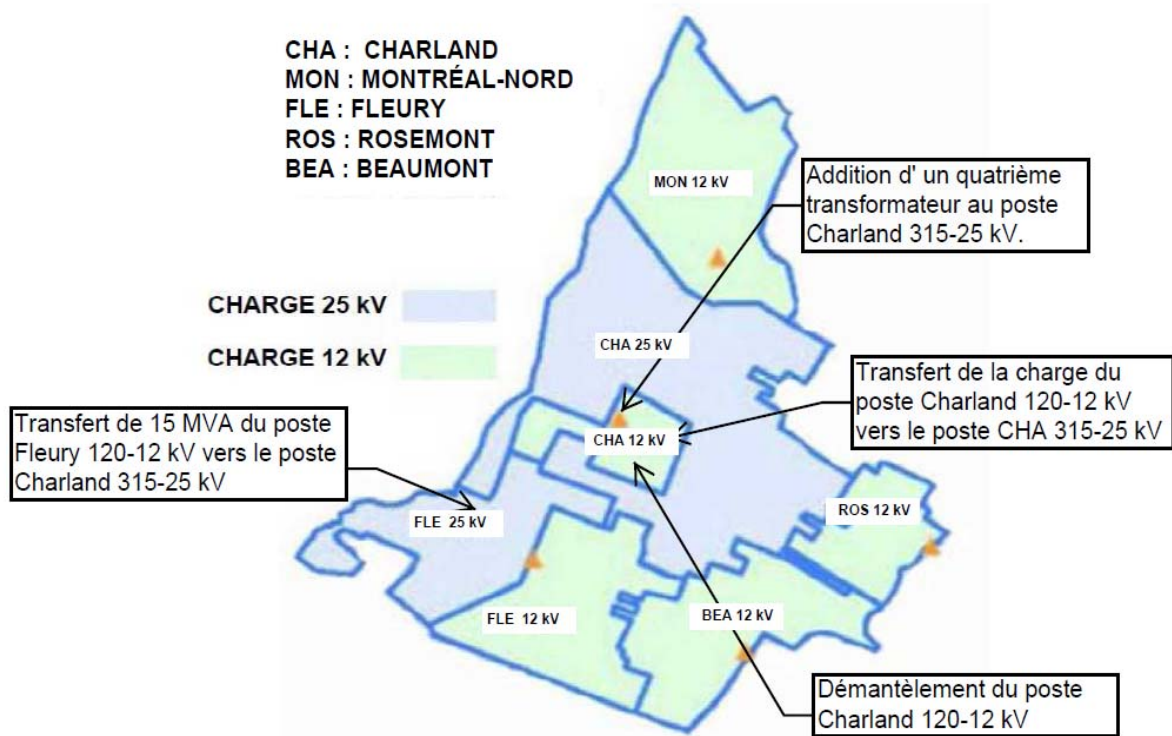 CHA : CHARLAND
MON : MONTRÉAL-NORD
FLE : FLEURY
ROS : ROSEMONT
BEA : BEAUMONT
MON 12 kV
Addition d' un quatrième
transformateur au poste
Charland 315-25 kV.
CHARGE 25 kV
CHARGE 12 kV
CHA 25 kV
Transfert de la charge du
poste Charland 120-12 kV
vers le poste CHA 315-25 kV
Transfert de 15 MVA du poste
Fleury 120-12 kV vers le poste
Charland 315-25 kV
CHA 12 kV
FLE 25 kV
ROS 12 kV
FLE 12 kV
BEA 12 kV
Démantèlement du poste
Charland 120-12 kV